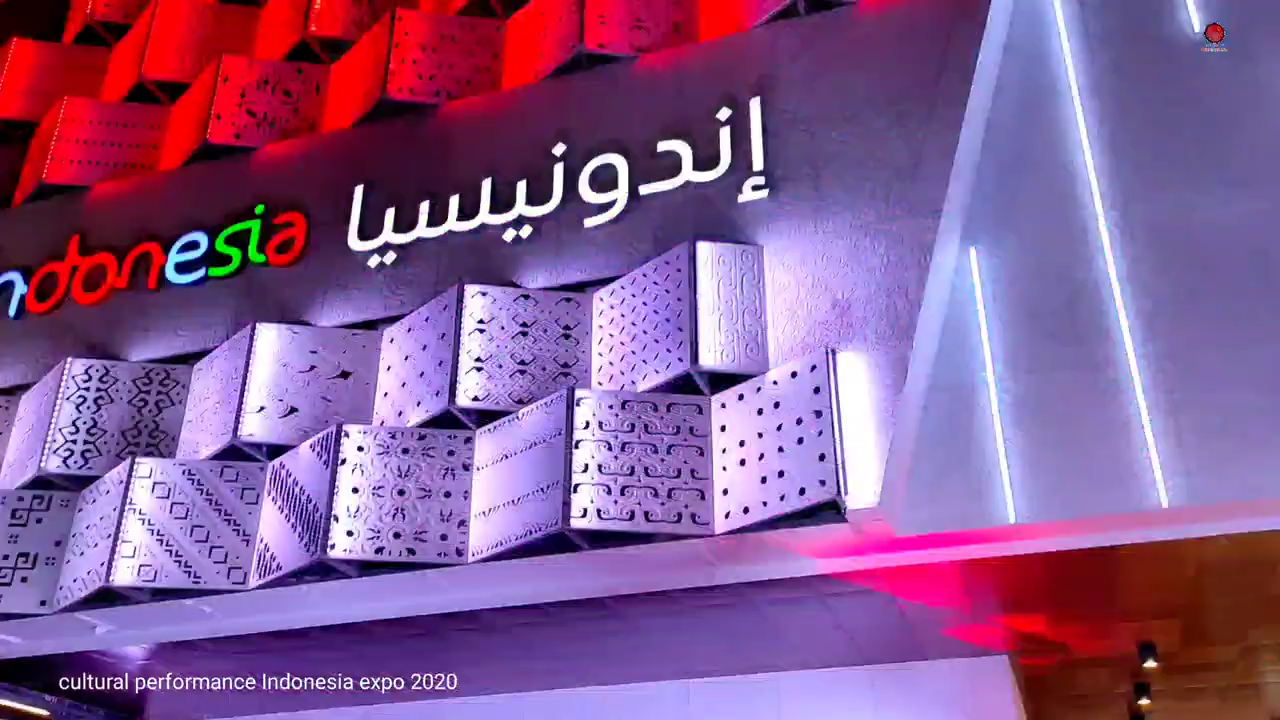 ndonesia إندونيسيا
cultural performance Indonesia expo 2020